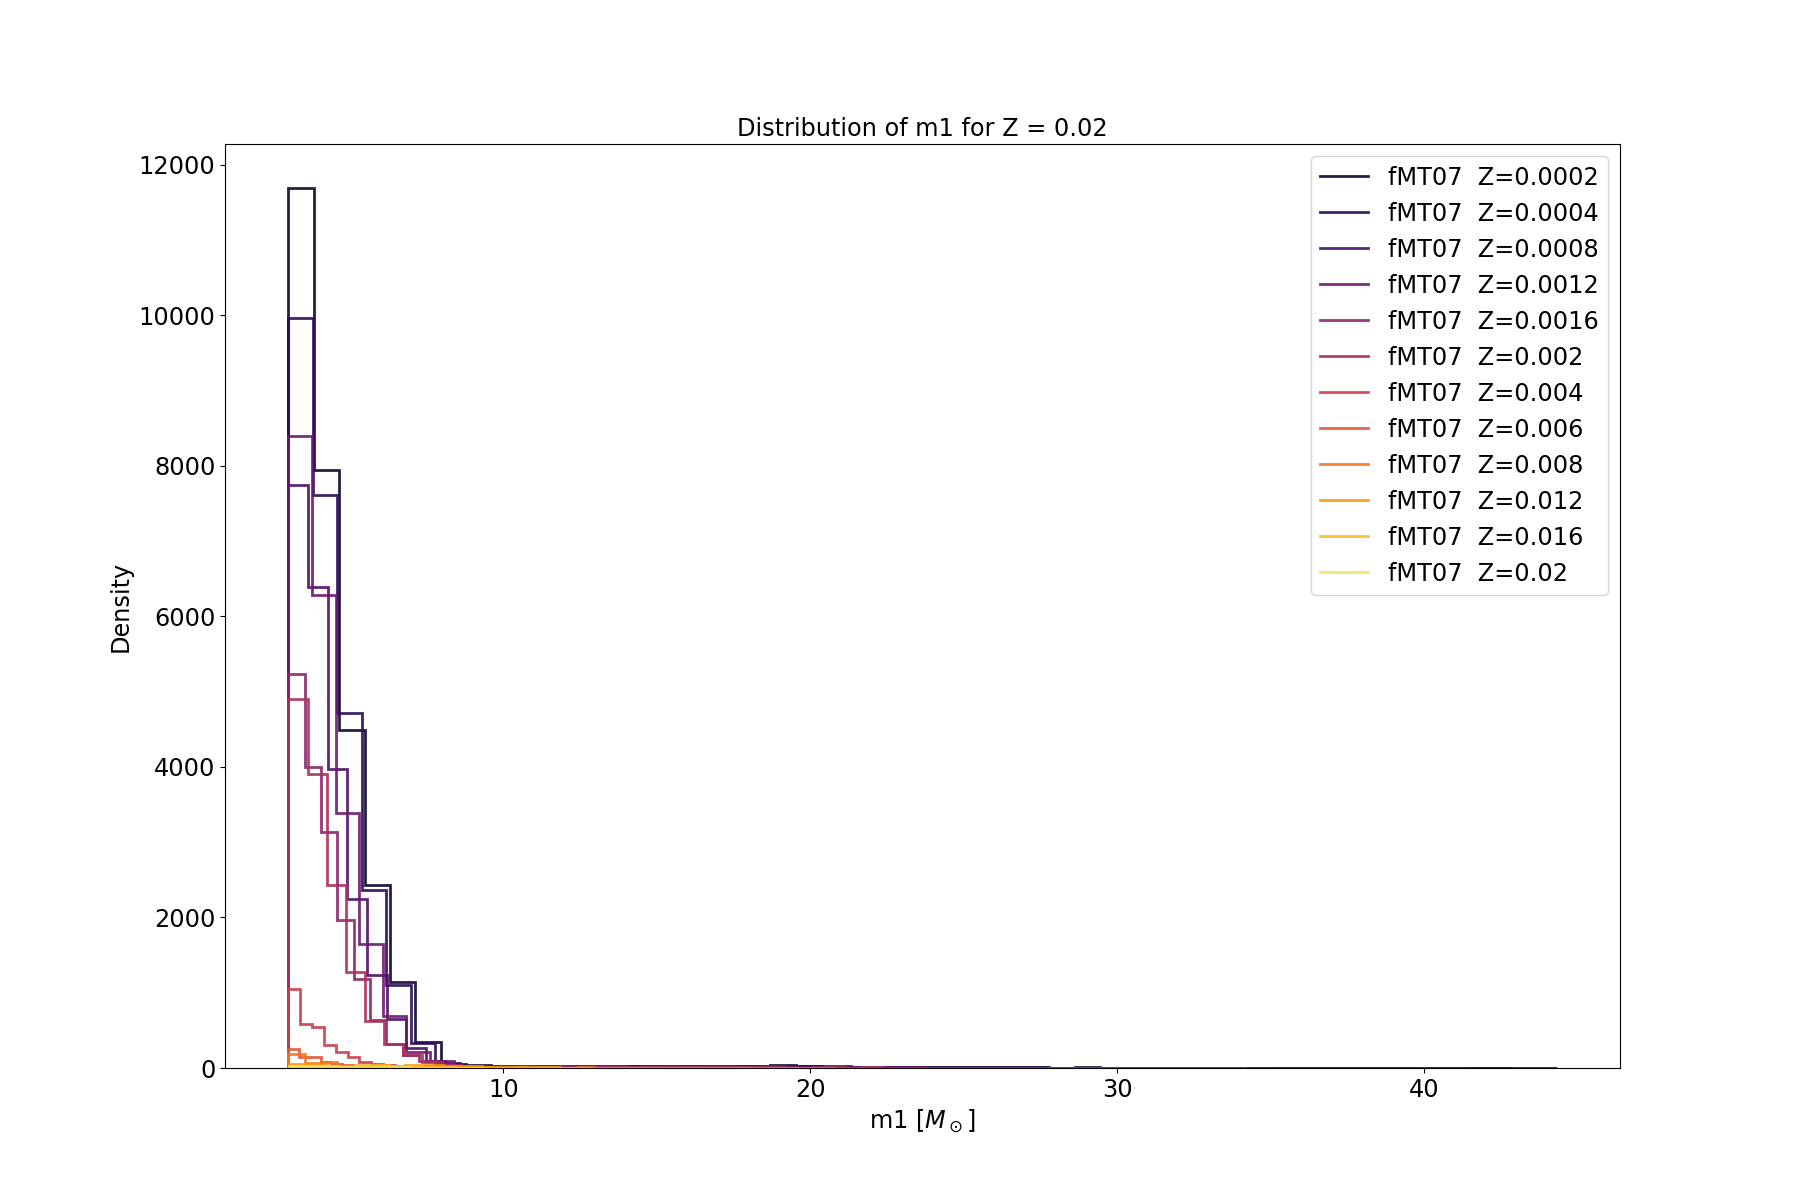 Distribution of m1 for Z = 0.02
12000
10000
8000
6000
4000
2000
0
Density
10
20
30
40
m1 [M⊙]
fMT07  Z=0.0002
fMT07  Z=0.0004
fMT07  Z=0.0008
fMT07  Z=0.0012
fMT07  Z=0.0016
fMT07  Z=0.002
fMT07  Z=0.004
fMT07  Z=0.006
fMT07  Z=0.008
fMT07  Z=0.012
fMT07  Z=0.016
fMT07  Z=0.02